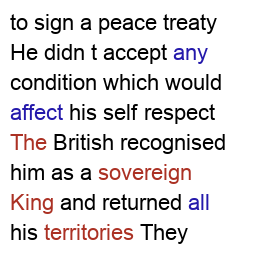 to sign a peace treaty
He didn t accept any
condition which would
affect his self respect
The British recognised
him as a sovereign
King and returned all
his territories They